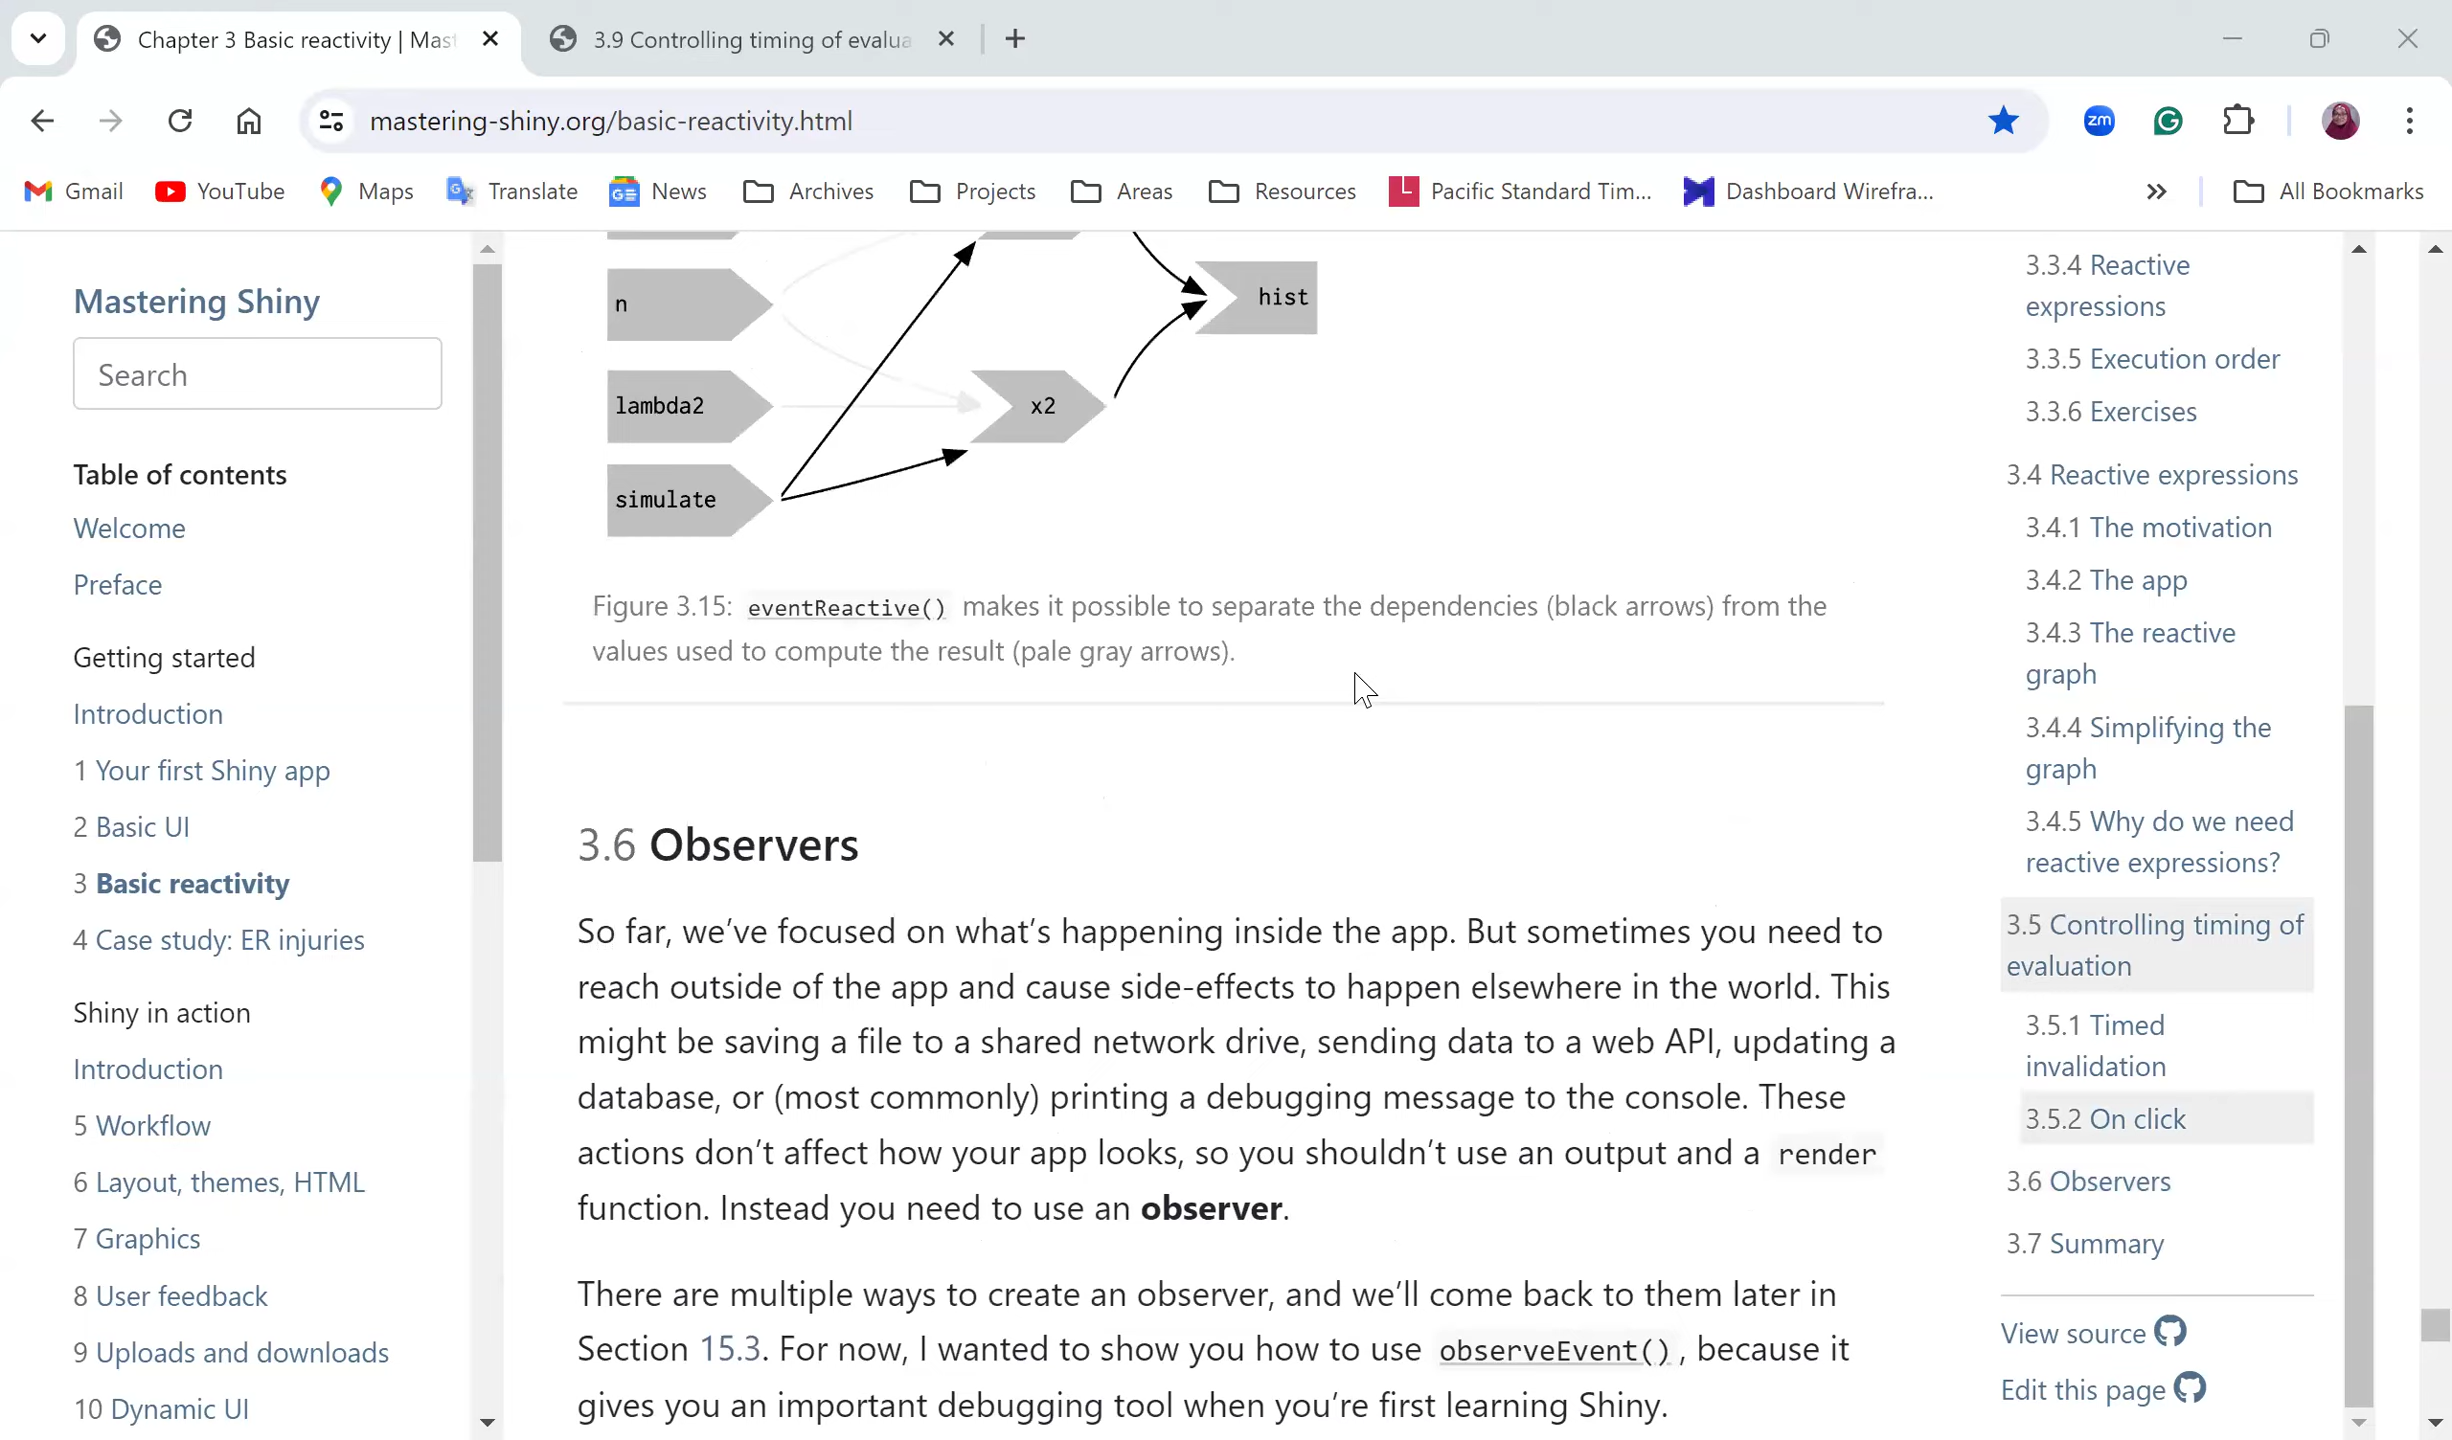 Chapter 3 Basic reactivity | Mast
3.9 Controlling timing of evalua
mastering-shiny.org/basic-reactivity.html
zm
Gmail
YouTube
Maps
Translate
News
Archives
Projects
Areas
Resources
Pacific Standard Tim...
Dashboard Wirefra...
All Bookmarks
Mastering Shiny
Search
Table of contents
Welcome
Preface
Getting started
Introduction
1 Your first Shiny app
2 Basic UI
3 Basic reactivity
4 Case study: ER injuries
Shiny in action
Introduction
5 Workflow
6 Layout, themes, HTML
7 Graphics
8 User feedback
9 Uploads and downloads
10 Dynamic UI
n
hist
lambda2
x2
simulate
Figure 3.15: eventReactive() makes it possible to separate the dependencies (black arrows) from the
values used to compute the result (pale gray arrows).
3.6 Observers
So far, we’ve focused on what’s happening inside the app. But sometimes you need to
reach outside of the app and cause side-effects to happen elsewhere in the world. This
might be saving a file to a shared network drive, sending data to a web API, updating a
database, or (most commonly) printing a debugging message to the console. These
actions don’t affect how your app looks, so you shouldn’t use an output and a render
function. Instead you need to use an observer.
There are multiple ways to create an observer, and we’ll come back to them later in
Section 15.3. For now, I wanted to show you how to use observeEvent(), because it
gives you an important debugging tool when you’re first learning Shiny.
3.3.4 Reactive
expressions
3.3.5 Execution order
3.3.6 Exercises
3.4 Reactive expressions
3.4.1 The motivation
3.4.2 The app
3.4.3 The reactive
graph
3.4.4 Simplifying the
graph
3.4.5 Why do we need
reactive expressions?
3.5 Controlling timing of
evaluation
3.5.1 Timed
invalidation
3.5.2 On click
3.6 Observers
3.7 Summary
View source
Edit this page